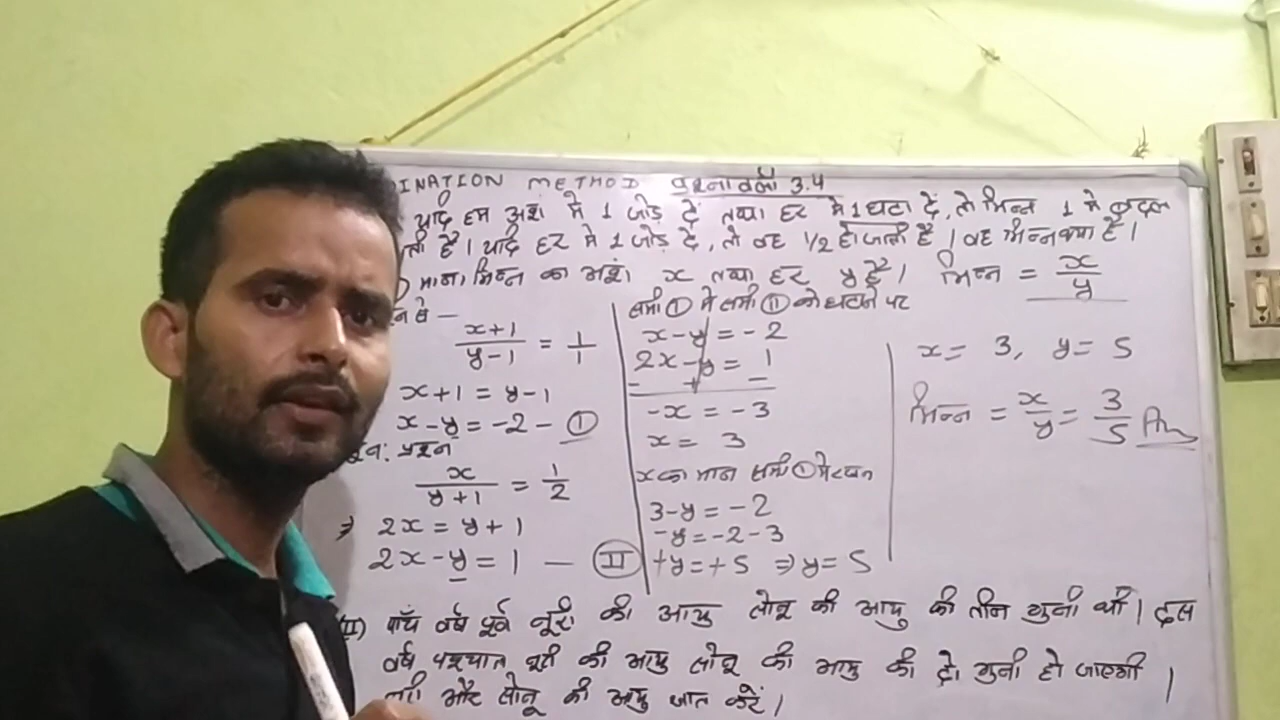 INATION METHOD प्रश्नावली 3.4
यदि हम अंश में 1 जोड़ दें तथा हर में 1 घटा दें, तो भिन्न 1 में बदल
ती है। यदि हर में 1 जोड़ दें, तो वह 1/2 हो जाती है। वह भिन्न क्या है।
) माना, भिन्न का अंश x तथा हर y है। भिन्न = x/y
न से —
(x+1)/(y-1) = 1/1
x+1 = y-1
x-y = -2 - ①
पुन: प्रश्न
x/(y+1) = 1/2
⇒ 2x = y+1
2x-y = 1 — Ⅱ
समी ① में समी Ⅱ को घटाने पर
x-y = -2
2x-y = 1
- + -
-x = -3
x = 3
x का मान समी ① में रखने
3-y = -2
-y = -2-3
+y = +5 ⇒ y = 5
x = 3, y = 5
भिन्न = x/y = 3/5 Ans
(II) पाँच वर्ष पूर्व नूरी की आयु सोनू की आयु की तीन गुनी थी। दस
वर्ष पश्चात नूरी की आयु सोनू की आयु की दो गुनी हो जाएगी।
नूरी और सोनू की आयु ज्ञात करें।